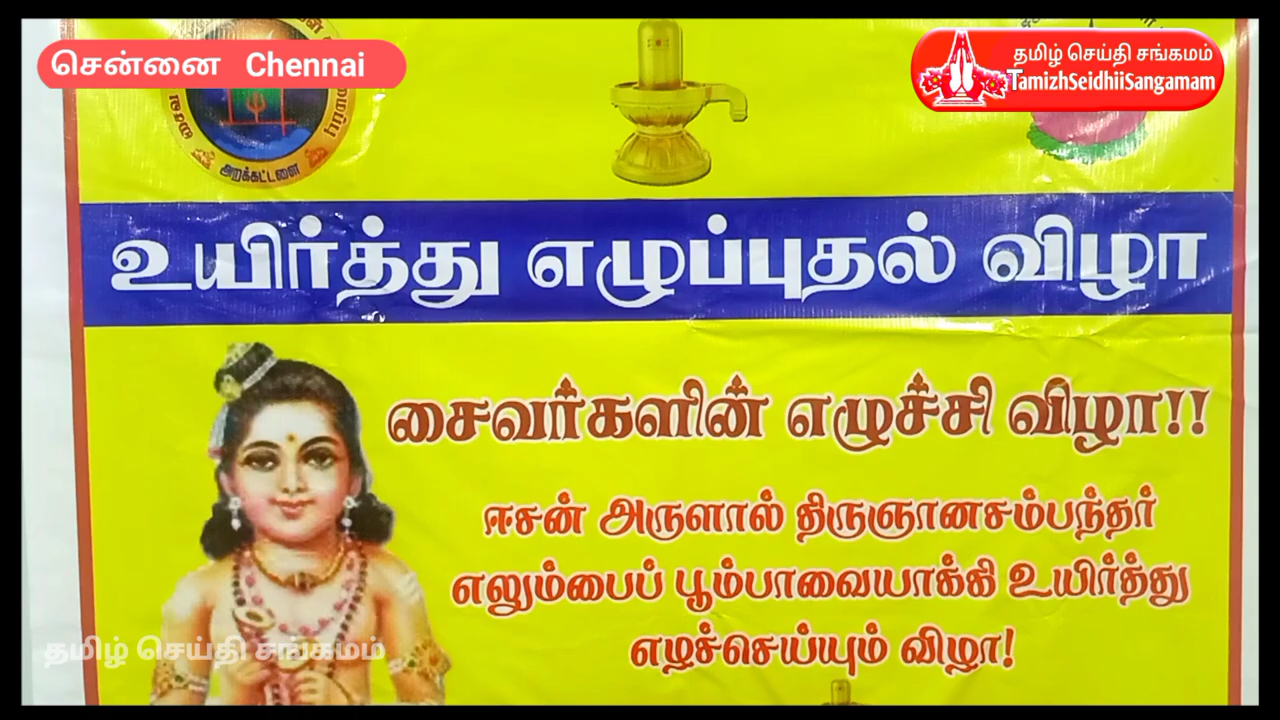 சென்னை Chennai
தமிழ் செய்தி சங்கமம்
TamizhSeidhiiSangamam
அறக்கட்டளை
உயிர்த்து எழுப்புதல் விழா
சைவர்களின் எழுச்சி விழா!!
ஈசன் அருளால் திருஞானசம்பந்தர்
எலும்பைப் பூம்பாவையாக்கி உயிர்த்து
எழச்செய்யும் விழா!
தமிழ் செய்தி சங்கமம்